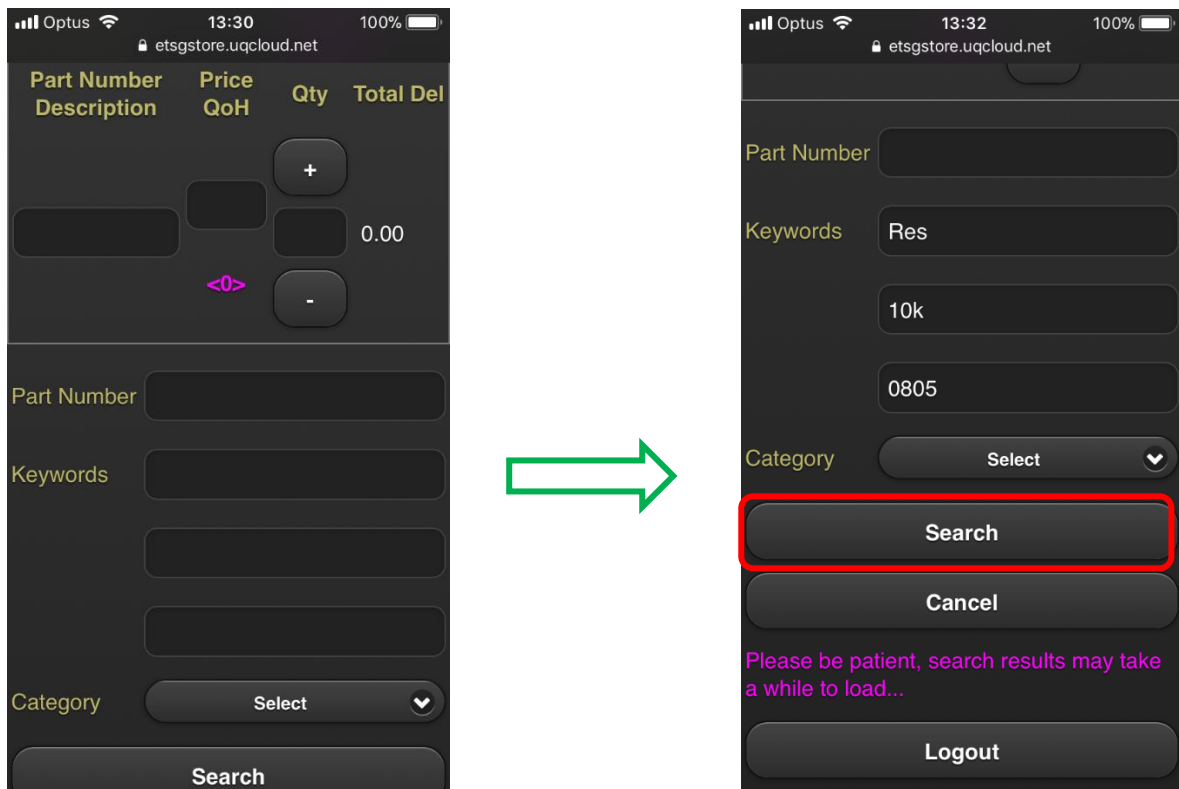 Optus 13:30 100%
etsgstore.uqcloud.net
Part Number Price Qty Total Del
Description QoH
+
0.00
<0>
-
Part Number
Keywords
Category Select
Search
Optus 13:32 100%
etsgstore.uqcloud.net
Part Number
Keywords Res
10k
0805
Category Select
Search
Cancel
Please be patient, search results may take
a while to load...
Logout